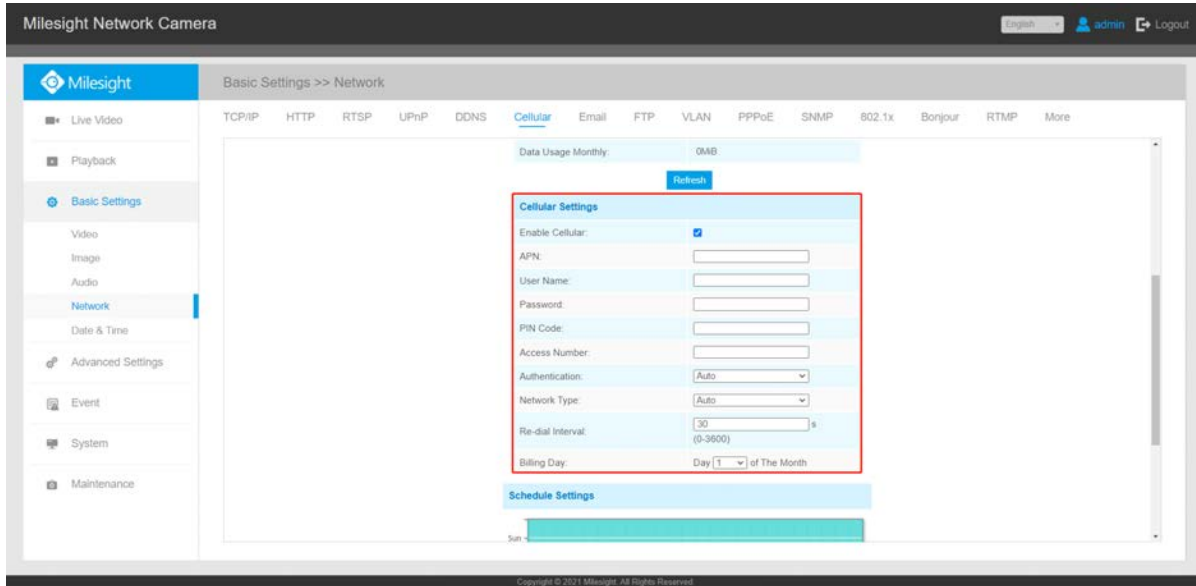 Milesight Network Camera
English admin Logout
Milesight
Basic Settings >> Network
Live Video
Playback
Basic Settings
Video
Image
Audio
Network
Date & Time
Advanced Settings
Event
System
Maintenance
TCP/IP HTTP RTSP UPnP DDNS Cellular Email FTP VLAN PPPoE SNMP 802.1x Bonjour RTMP More
Data Usage Monthly: 0MiB
Refresh
Cellular Settings
Enable Cellular:
APN:
User Name:
Password:
PIN Code:
Access Number:
Authentication: Auto
Network Type: Auto
Re-dial Interval: 30 s
(0-3600)
Billing Day: Day 1 of The Month
Schedule Settings
Sun
Copyright © 2021 Milesight. All Rights Reserved